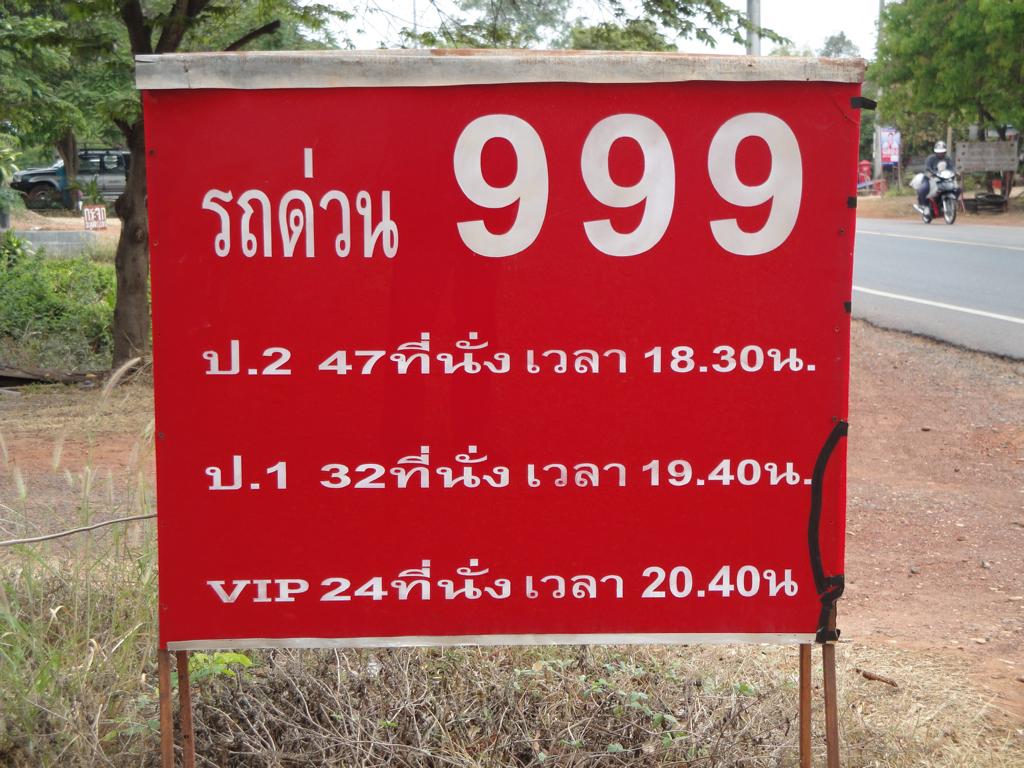 รถด่วน 999
ป.2 47ที่นั่ง เวลา 18.30น.
ป.1 32ที่นั่ง เวลา 19.40น.
VIP 24ที่นั่ง เวลา 20.40น